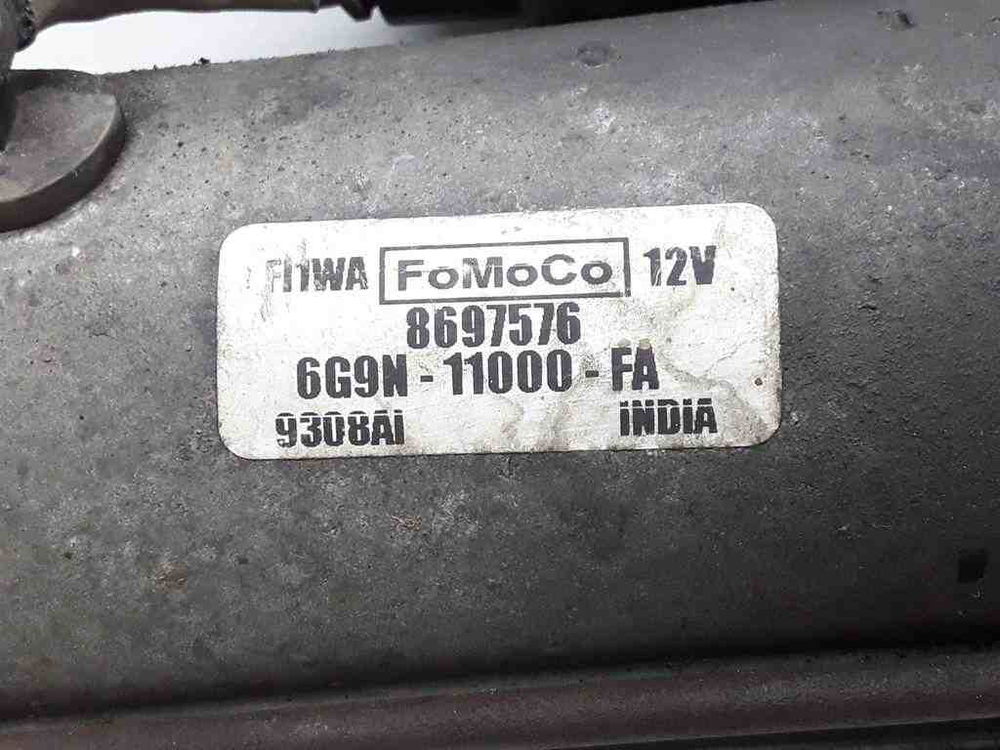 FoMoCo 12V
8697576
6G9N - 11000 - FA
9308AI
INDIA